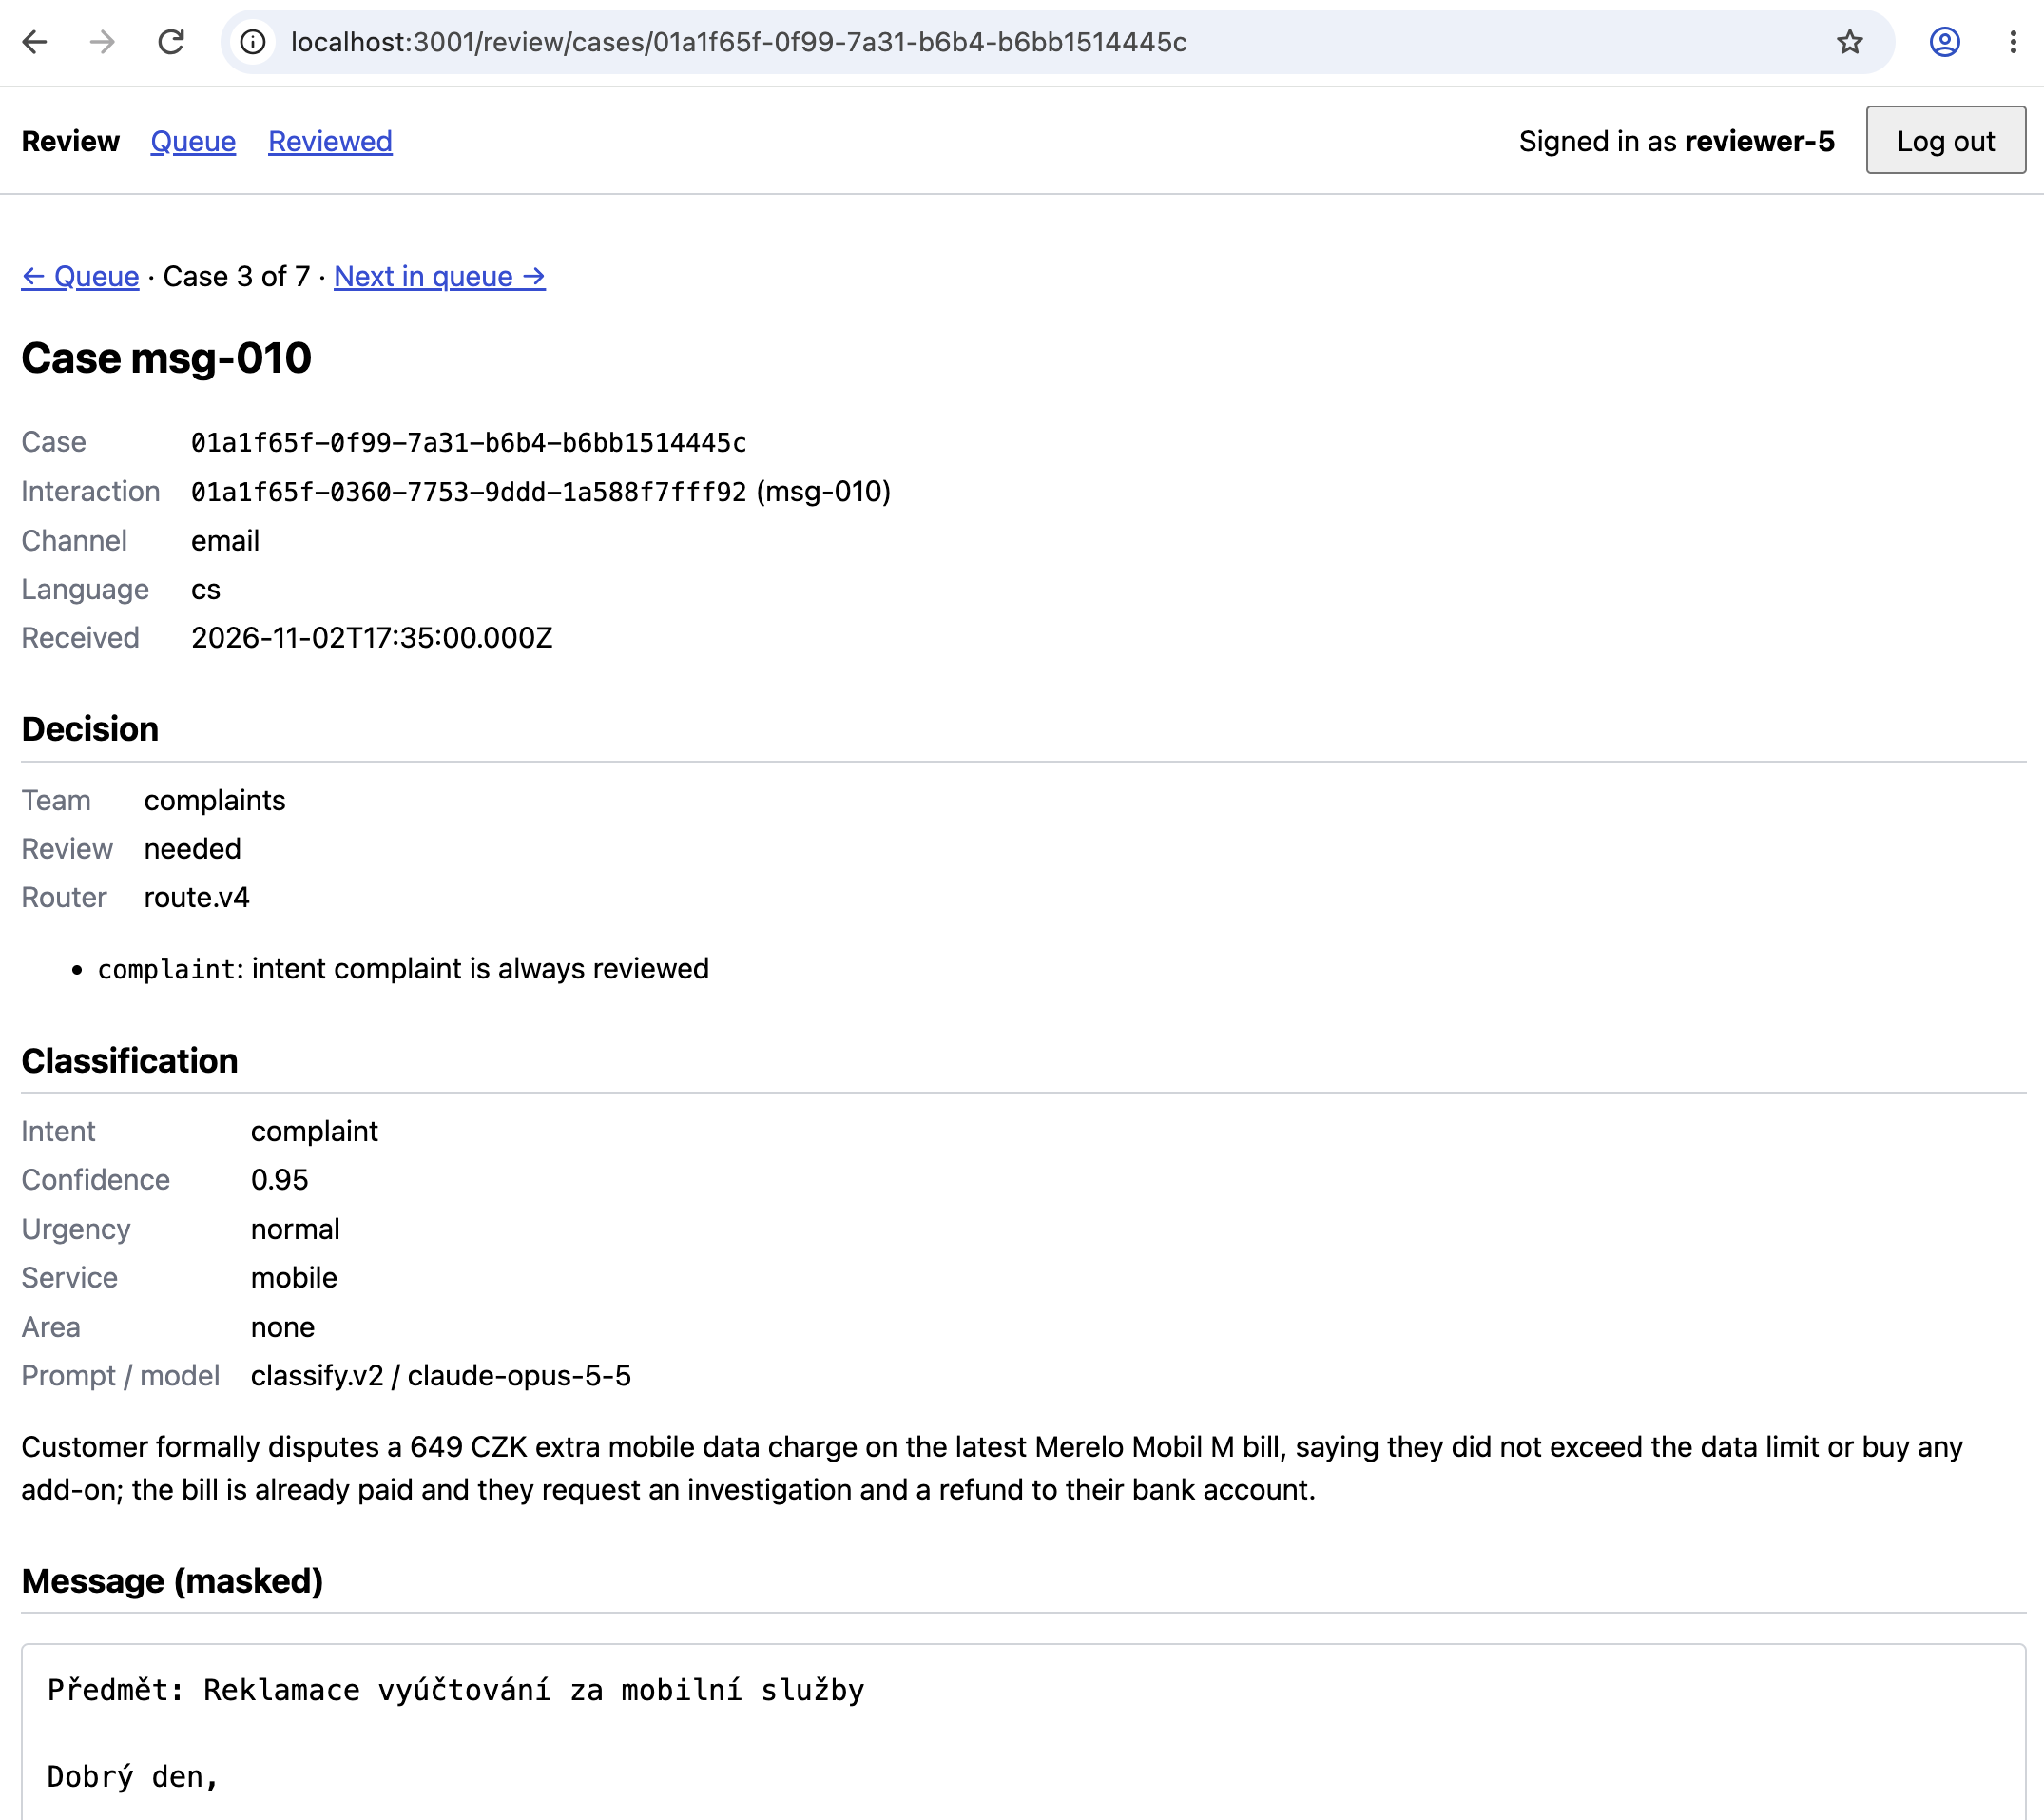 localhost:3001/review/cases/01a1f65f-0f99-7a31-b6b4-b6bb1514445c
Review Queue Reviewed Signed in as reviewer-5 Log out
← Queue · Case 3 of 7 · Next in queue →
Case msg-010
Case 01a1f65f-0f99-7a31-b6b4-b6bb1514445c
Interaction 01a1f65f-0360-7753-9ddd-1a588f7fff92 (msg-010)
Channel email
Language cs
Received 2026-11-02T17:35:00.000Z
Decision
Team complaints
Review needed
Router route.v4
• complaint: intent complaint is always reviewed
Classification
Intent complaint
Confidence 0.95
Urgency normal
Service mobile
Area none
Prompt / model classify.v2 / claude-opus-5-5
Customer formally disputes a 649 CZK extra mobile data charge on the latest Merelo Mobil M bill, saying they did not exceed the data limit or buy any
add-on; the bill is already paid and they request an investigation and a refund to their bank account.
Message (masked)
Předmět: Reklamace vyúčtování za mobilní služby
Dobrý den,